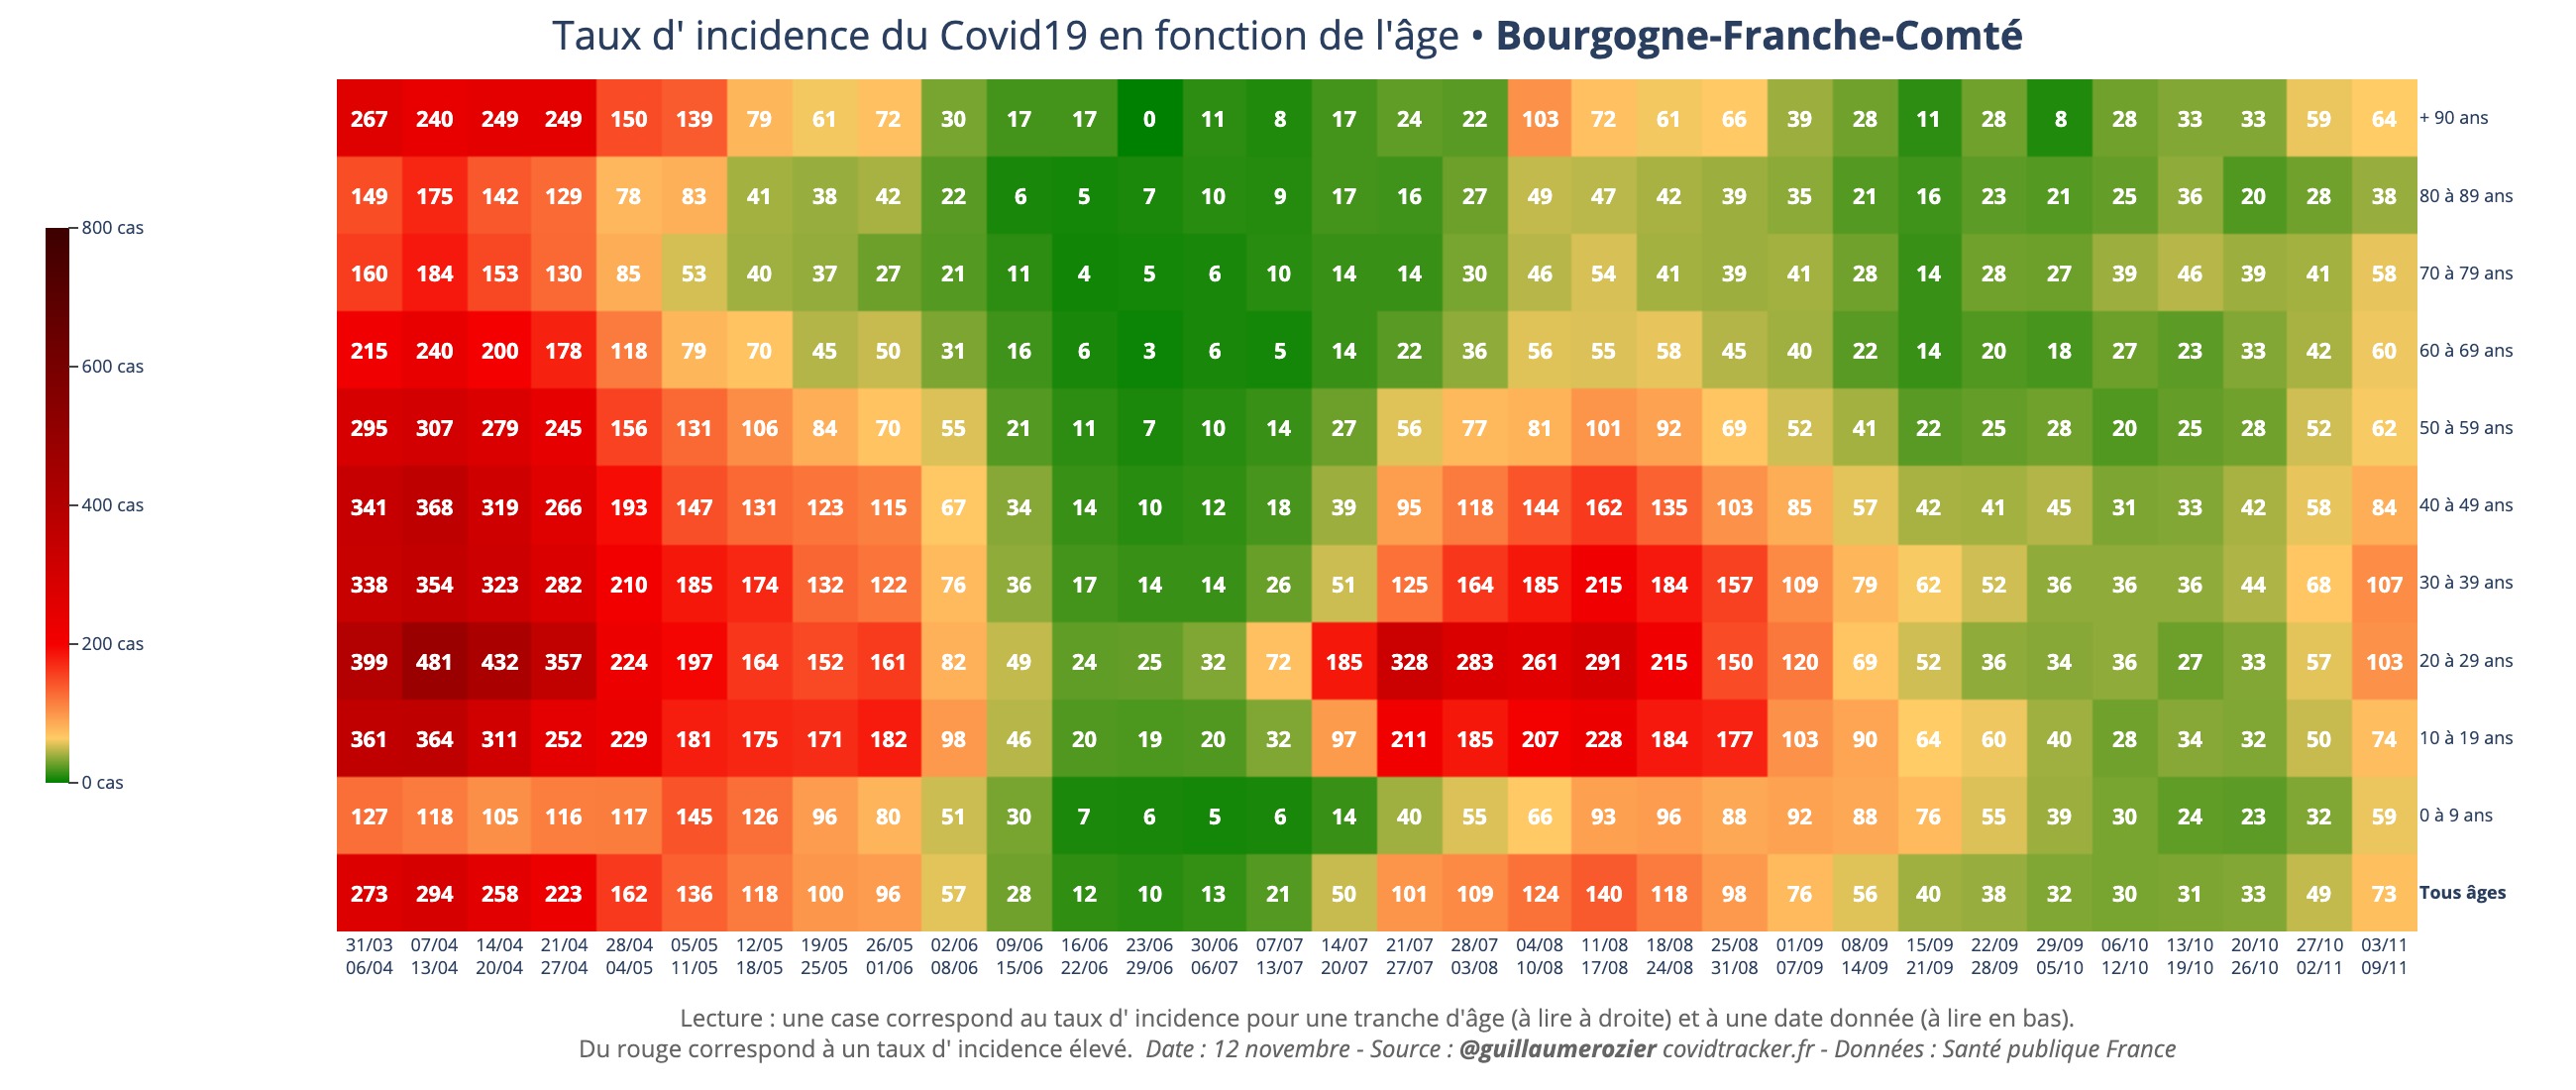 Taux d' incidence du Covid19 en fonction de l'âge • Bourgogne-Franche-Comté
800 cas
600 cas
400 cas
200 cas
0 cas
267 240 249 249 150 139 79 61 72 30 17 17 0 11 8 17 24 22 103 72 61 66 39 28 11 28 8 28 33 33 59 64 + 90 ans
149 175 142 129 78 83 41 38 42 22 6 5 7 10 9 17 16 27 49 47 42 39 35 21 16 23 21 25 36 20 28 38 80 à 89 ans
160 184 153 130 85 53 40 37 27 21 11 4 5 6 10 14 14 30 46 54 41 39 41 28 14 28 27 39 46 39 41 58 70 à 79 ans
215 240 200 178 118 79 70 45 50 31 16 6 3 6 5 14 22 36 56 55 58 45 40 22 14 20 18 27 23 33 42 60 60 à 69 ans
295 307 279 245 156 131 106 84 70 55 21 11 7 10 14 27 56 77 81 101 92 69 52 41 22 25 28 20 25 28 52 62 50 à 59 ans
341 368 319 266 193 147 131 123 115 67 34 14 10 12 18 39 95 118 144 162 135 103 85 57 42 41 45 31 33 42 58 84 40 à 49 ans
338 354 323 282 210 185 174 132 122 76 36 17 14 14 26 51 125 164 185 215 184 157 109 79 62 52 36 36 36 44 68 107 30 à 39 ans
399 481 432 357 224 197 164 152 161 82 49 24 25 32 72 185 328 283 261 291 215 150 120 69 52 36 34 36 27 33 57 103 20 à 29 ans
361 364 311 252 229 181 175 171 182 98 46 20 19 20 32 97 211 185 207 228 184 177 103 90 64 60 40 28 34 32 50 74 10 à 19 ans
127 118 105 116 117 145 126 96 80 51 30 7 6 5 6 14 40 55 66 93 96 88 92 88 76 55 39 30 24 23 32 59 0 à 9 ans
273 294 258 223 162 136 118 100 96 57 28 12 10 13 21 50 101 109 124 140 118 98 76 56 40 38 32 30 31 33 49 73 Tous âges
31/03 07/04 14/04 21/04 28/04 05/05 12/05 19/05 26/05 02/06 09/06 16/06 23/06 30/06 07/07 14/07 21/07 28/07 04/08 11/08 18/08 25/08 01/09 08/09 15/09 22/09 29/09 06/10 13/10 20/10 27/10 03/11
06/04 13/04 20/04 27/04 04/05 11/05 18/05 25/05 01/06 08/06 15/06 22/06 29/06 06/07 13/07 20/07 27/07 03/08 10/08 17/08 24/08 31/08 07/09 14/09 21/09 28/09 05/10 12/10 19/10 26/10 02/11 09/11
Lecture : une case correspond au taux d' incidence pour une tranche d'âge (à lire à droite) et à une date donnée (à lire en bas).
Du rouge correspond à un taux d' incidence élevé. Date : 12 novembre - Source : @guillaumerozier covidtracker.fr - Données : Santé publique France